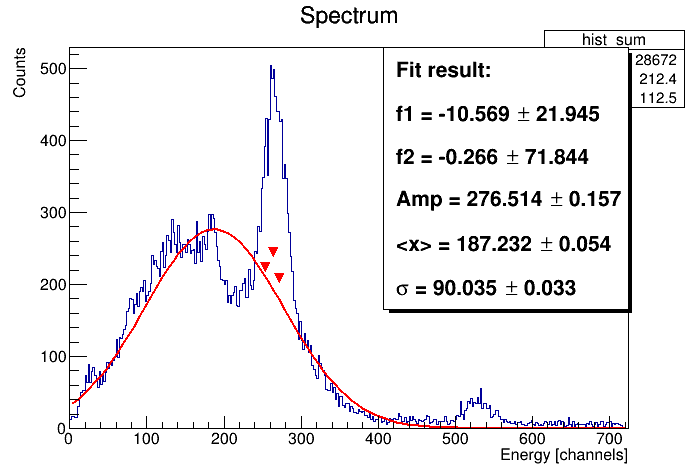 Spectrum
hist_sum
28672
212.4
112.5
Fit result:
f1 = -10.569 ± 21.945
f2 = -0.266 ± 71.844
Amp = 276.514 ± 0.157
<x> = 187.232 ± 0.054
σ = 90.035 ± 0.033
Counts
500
400
300
200
100
0
0 100 200 300 400 500 600 700
Energy [channels]